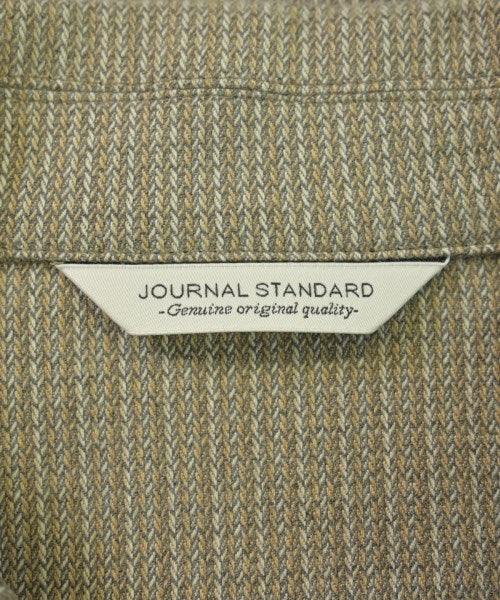 JOURNAL STANDARD
-Genuine original quality-